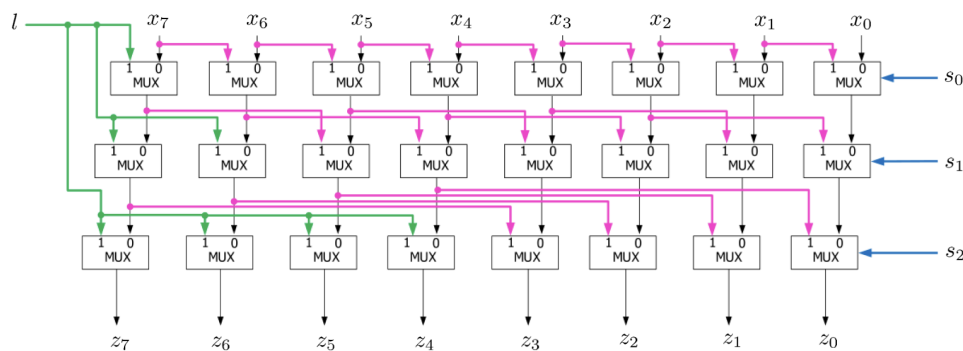 l x₇ x₆ x₅ x₄ x₃ x₂ x₁ x₀
1 0 1 0 1 0 1 0 1 0 1 0 1 0 1 0
MUX MUX MUX MUX MUX MUX MUX MUX s₀
1 0 1 0 1 0 1 0 1 0 1 0 1 0 1 0
MUX MUX MUX MUX MUX MUX MUX MUX s₁
1 0 1 0 1 0 1 0 1 0 1 0 1 0 1 0
MUX MUX MUX MUX MUX MUX MUX MUX s₂
z₇ z₆ z₅ z₄ z₃ z₂ z₁ z₀